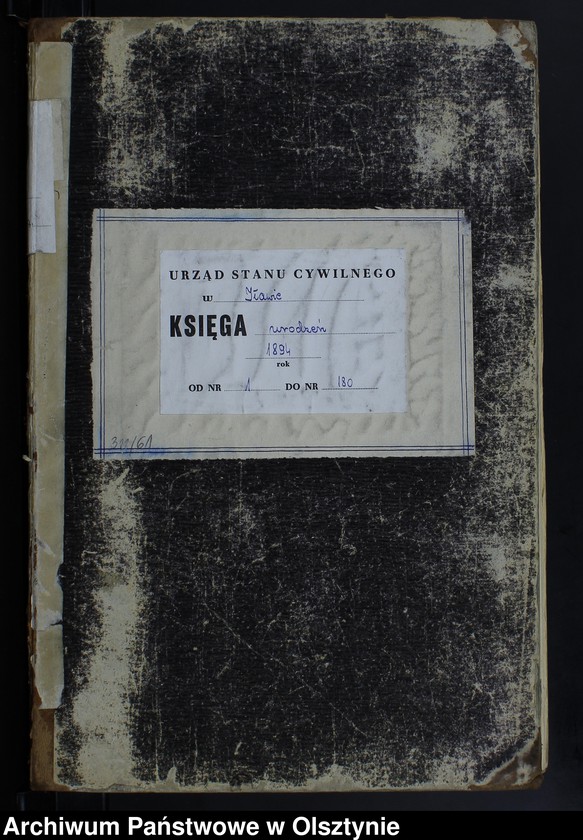 URZĄD STANU CYWILNEGO
w Iławie
KSIĘGA urodzeń
1894
rok
OD NR 1 DO NR 180
Archiwum Państwowe w Olsztynie